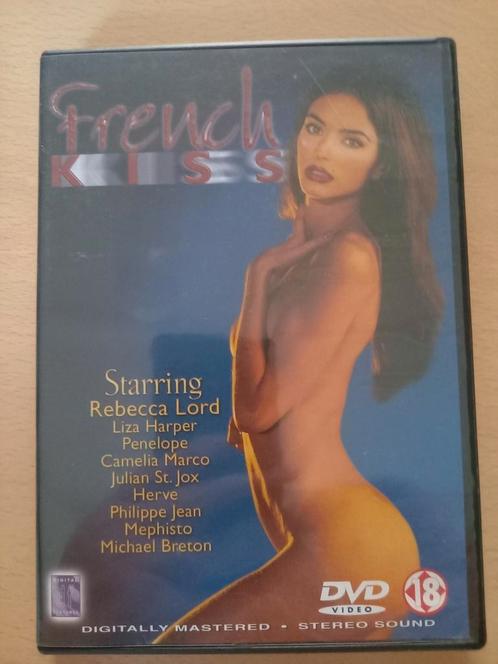 French
KISS
Starring
Rebecca Lord
Liza Harper
Penelope
Camelia Marco
Julian St. Jox
Herve
Philippe Jean
Mephisto
Michael Breton
DIGITAL
DVD
VIDEO
18
DIGITALLY MASTERED • STEREO SOUND